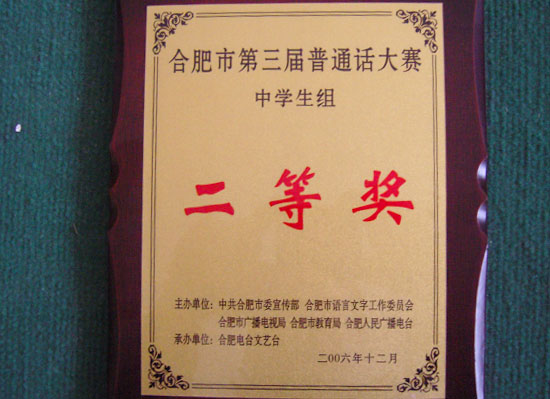 合肥市第三届普通话大赛
中学生组
二等奖
主办单位：中共合肥市委宣传部 合肥市语言文字工作委员会
合肥市广播电视局 合肥市教育局 合肥人民广播电台
承办单位：合肥电台文艺台
二00六年十二月